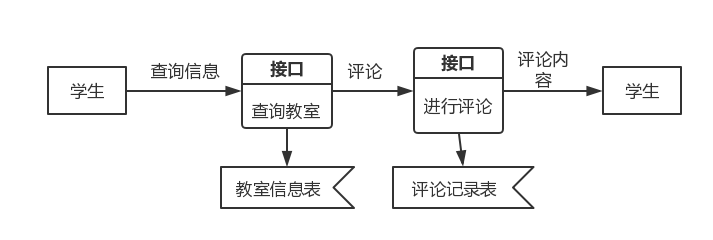 学生
查询信息
接口
查询教室
评论
接口
进行评论
评论内
容
学生
教室信息表
评论记录表